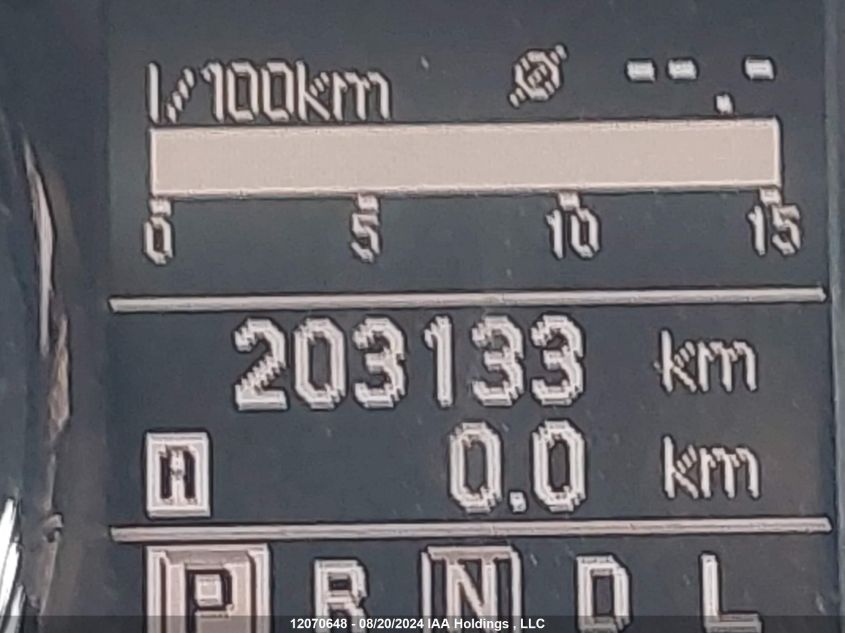 l/100km Ø --.-
0 5 10 15
203133 km
A 0.0 km
P R N D L
12070648 - 08/20/2024 IAA Holdings , LLC